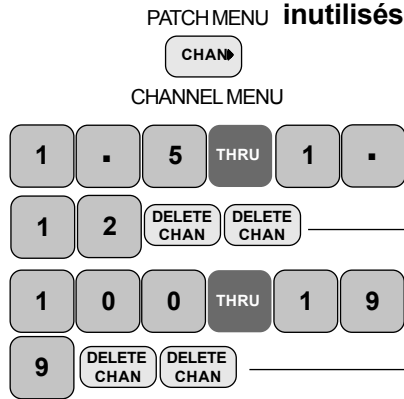 PATCH MENU inutilisés
CHAN
CHANNEL MENU
1 . 5 THRU 1 .
1 2 DELETE CHAN DELETE CHAN
1 0 0 THRU 1 9
9 DELETE CHAN DELETE CHAN